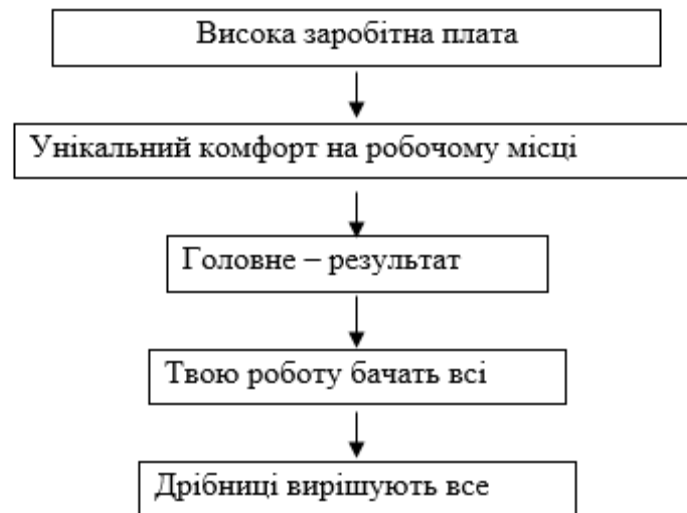 Висока заробітна плата
Унікальний комфорт на робочому місці
Головне – результат
Твою роботу бачать всі
Дрібниці вирішують все